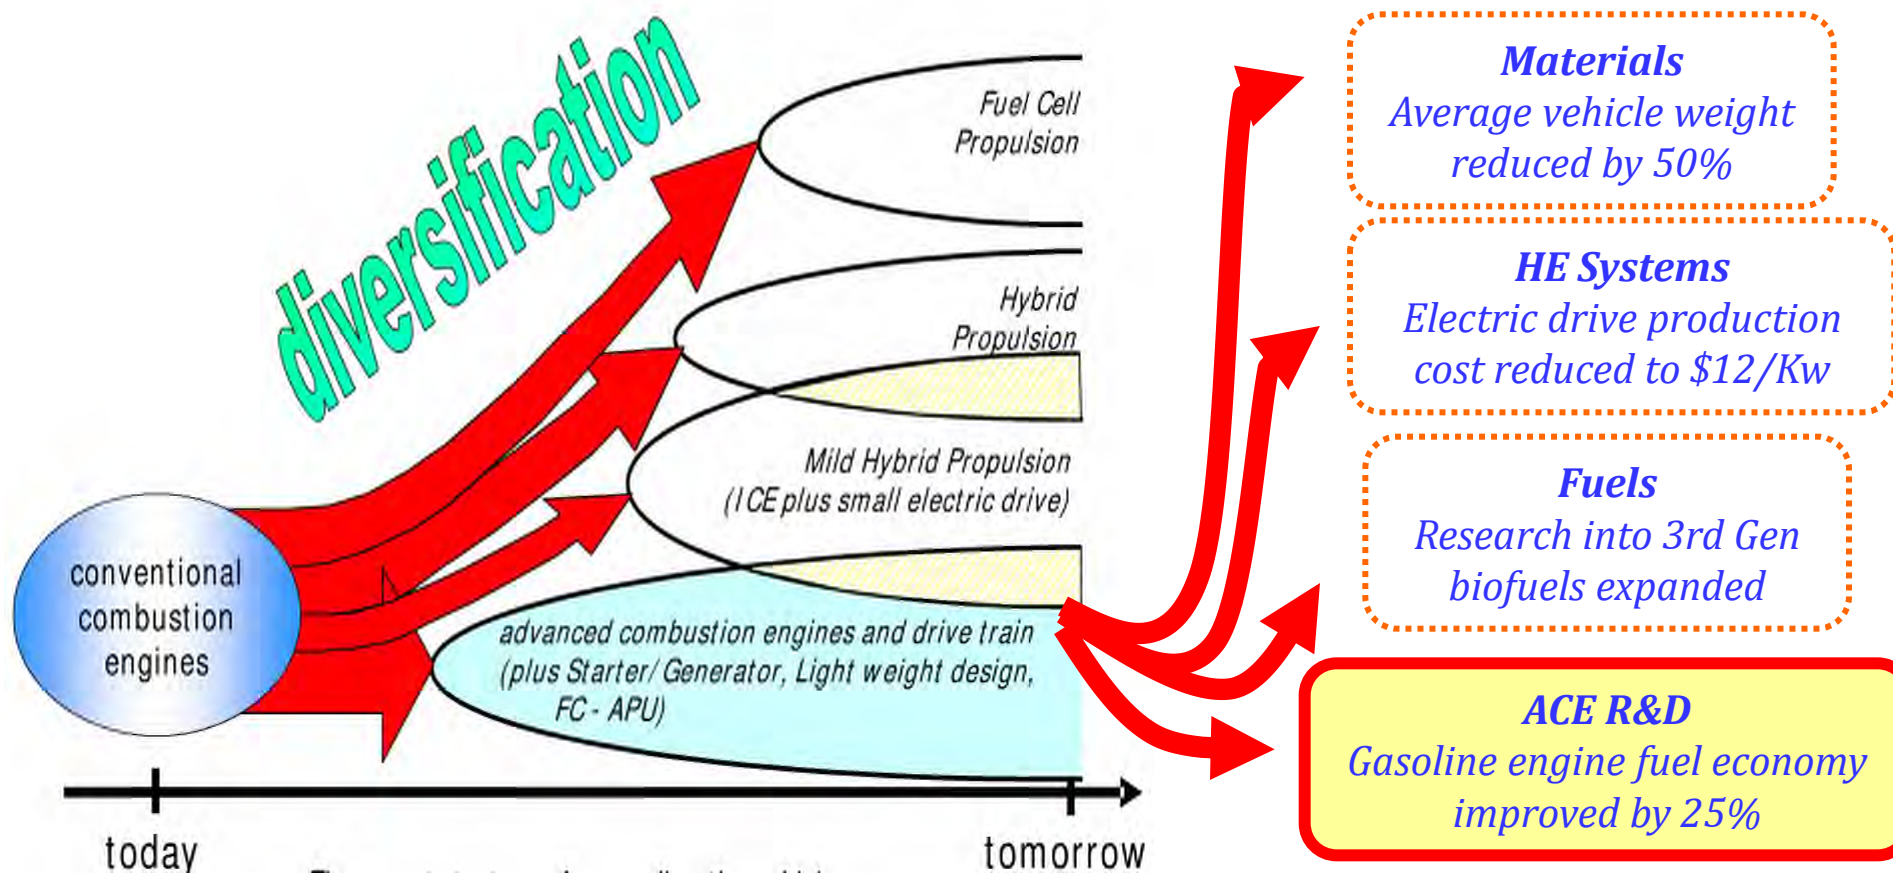 diversification
Fuel Cell
Propulsion
Hybrid
Propulsion
Mild Hybrid Propulsion
(ICE plus small electric drive)
conventional
combustion
engines
advanced combustion engines and drive train
(plus Starter/Generator, Light weight design,
FC - APU)
today
tomorrow
Materials
Average vehicle weight
reduced by 50%
HE Systems
Electric drive production
cost reduced to $12/Kw
Fuels
Research into 3rd Gen
biofuels expanded
ACE R&D
Gasoline engine fuel economy
improved by 25%